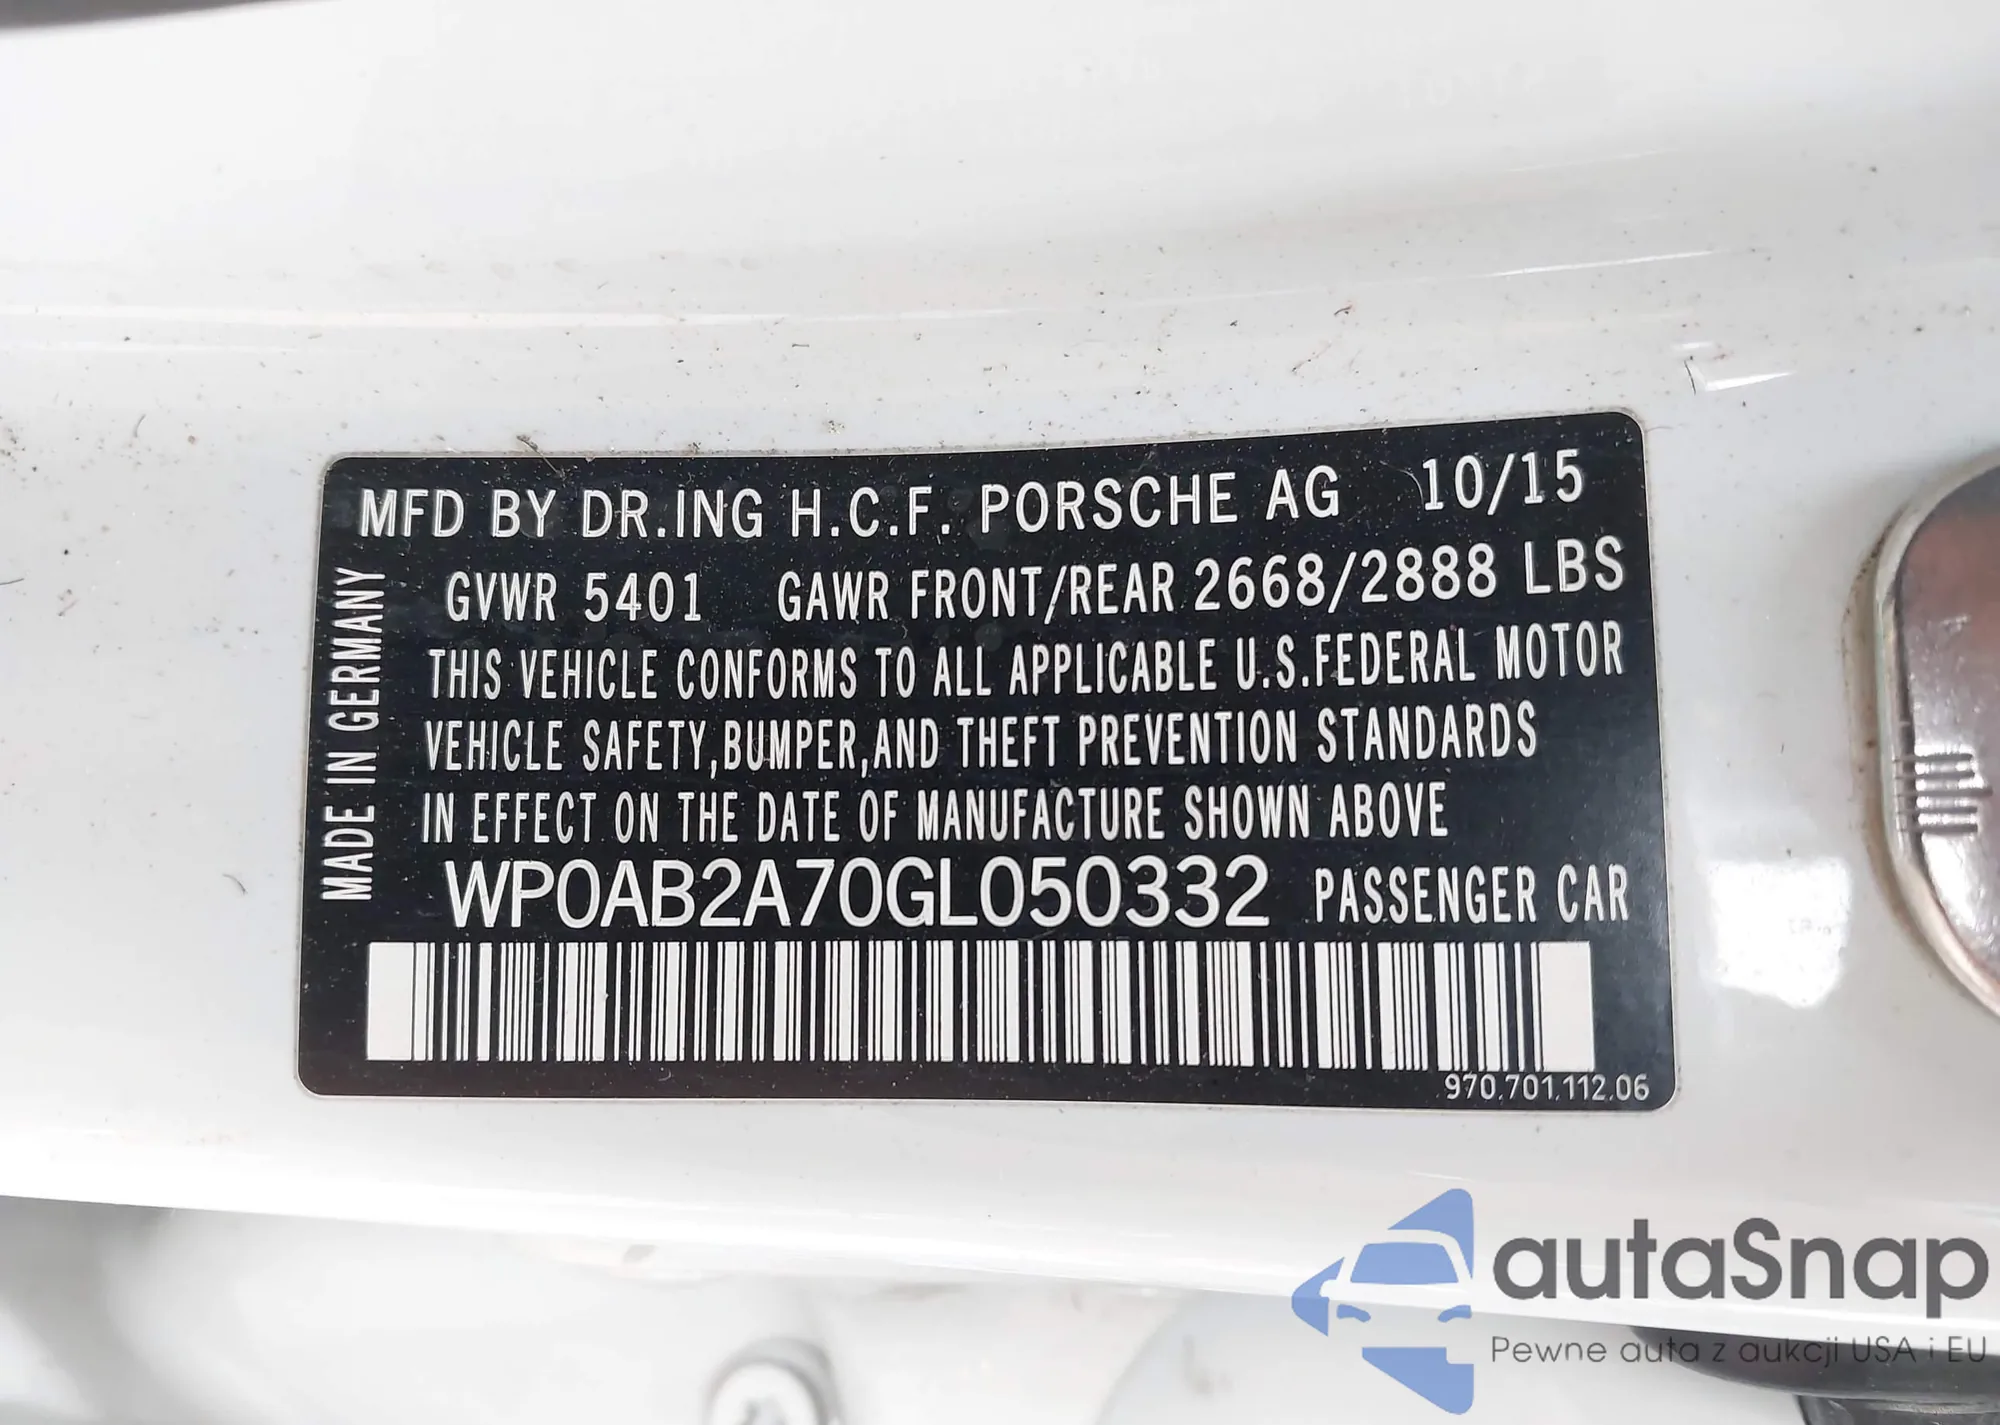 MFD BY DR.ING H.C.F. PORSCHE AG 10/15
GVWR 5401 GAWR FRONT/REAR 2668/2888 LBS
THIS VEHICLE CONFORMS TO ALL APPLICABLE U.S.FEDERAL MOTOR
VEHICLE SAFETY,BUMPER,AND THEFT PREVENTION STANDARDS
IN EFFECT ON THE DATE OF MANUFACTURE SHOWN ABOVE
WP0AB2A70GL050332 PASSENGER CAR
MADE IN GERMANY
970.701.112.06
autaSnap
Pewne auta z aukcji USA i EU